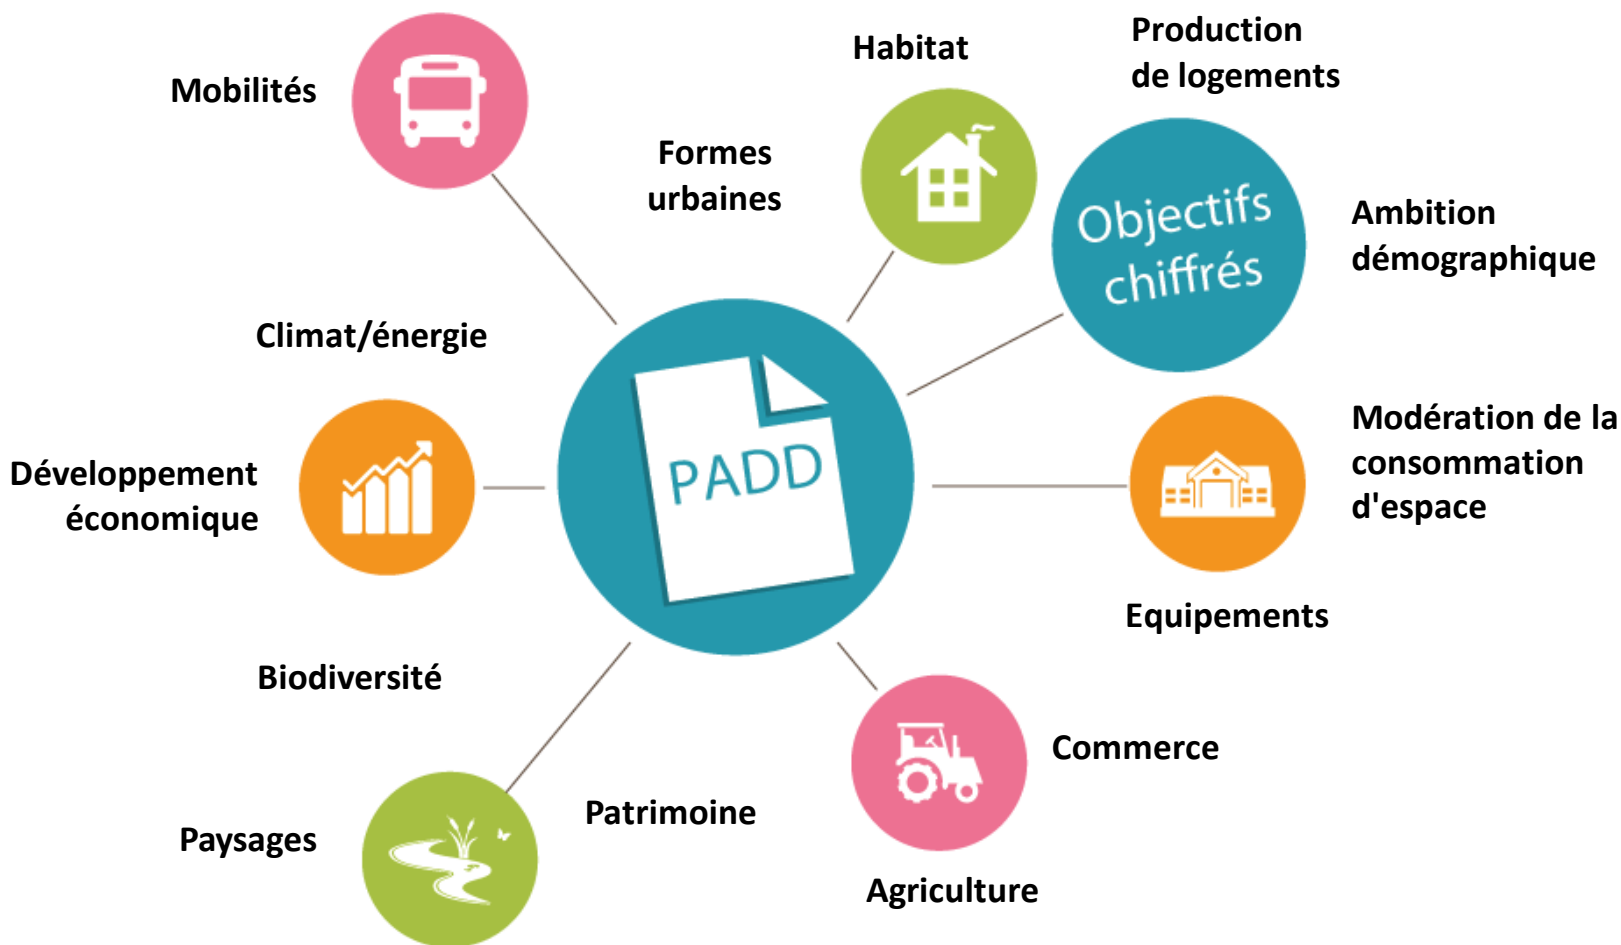 Production
de logements
Habitat
Mobilités
Formes
urbaines
Objectifs
chiffrés
Ambition
démographique
Climat/énergie
PADD
Modération de la
consommation
d'espace
Développement
économique
Equipements
Biodiversité
Commerce
Patrimoine
Paysages
Agriculture